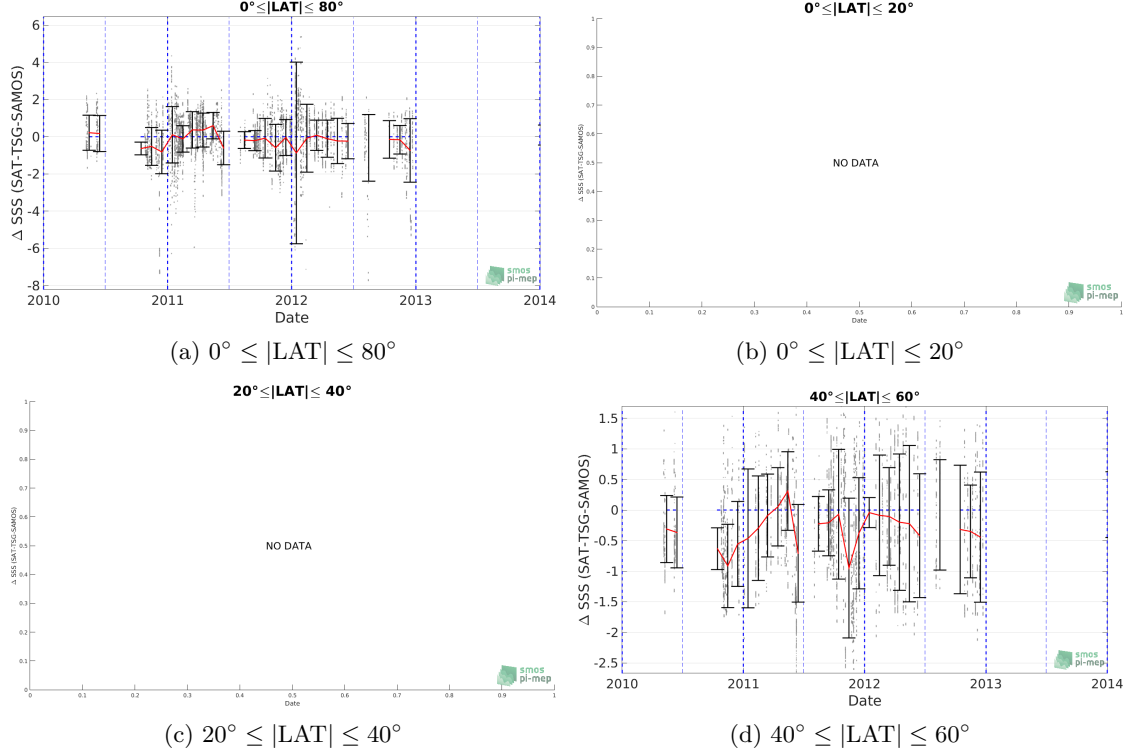 0°≤|LAT|≤ 80°
6
4
2
0
-2
-4
-6
-8
Δ SSS (SAT-TSG-SAMOS)
2010 2011 2012 2013 2014
Date
smos
pi-mep
(a) 0° ≤ |LAT| ≤ 80°
0°≤|LAT|≤ 20°
1
0.9
0.8
0.7
0.6
0.5
0.4
0.3
0.2
0.1
0
Δ SSS (SAT-TSG-SAMOS)
NO DATA
0 0.1 0.2 0.3 0.4 0.5 0.6 0.7 0.8 0.9 1
Date
smos
pi-mep
(b) 0° ≤ |LAT| ≤ 20°
20°≤|LAT|≤ 40°
1
0.9
0.8
0.7
0.6
0.5
0.4
0.3
0.2
0.1
0
Δ SSS (SAT-TSG-SAMOS)
NO DATA
0 0.1 0.2 0.3 0.4 0.5 0.6 0.7 0.8 0.9 1
Date
smos
pi-mep
(c) 20° ≤ |LAT| ≤ 40°
40°≤|LAT|≤ 60°
1.5
1
0.5
0
-0.5
-1
-1.5
-2
-2.5
Δ SSS (SAT-TSG-SAMOS)
2010 2011 2012 2013 2014
Date
smos
pi-mep
(d) 40° ≤ |LAT| ≤ 60°